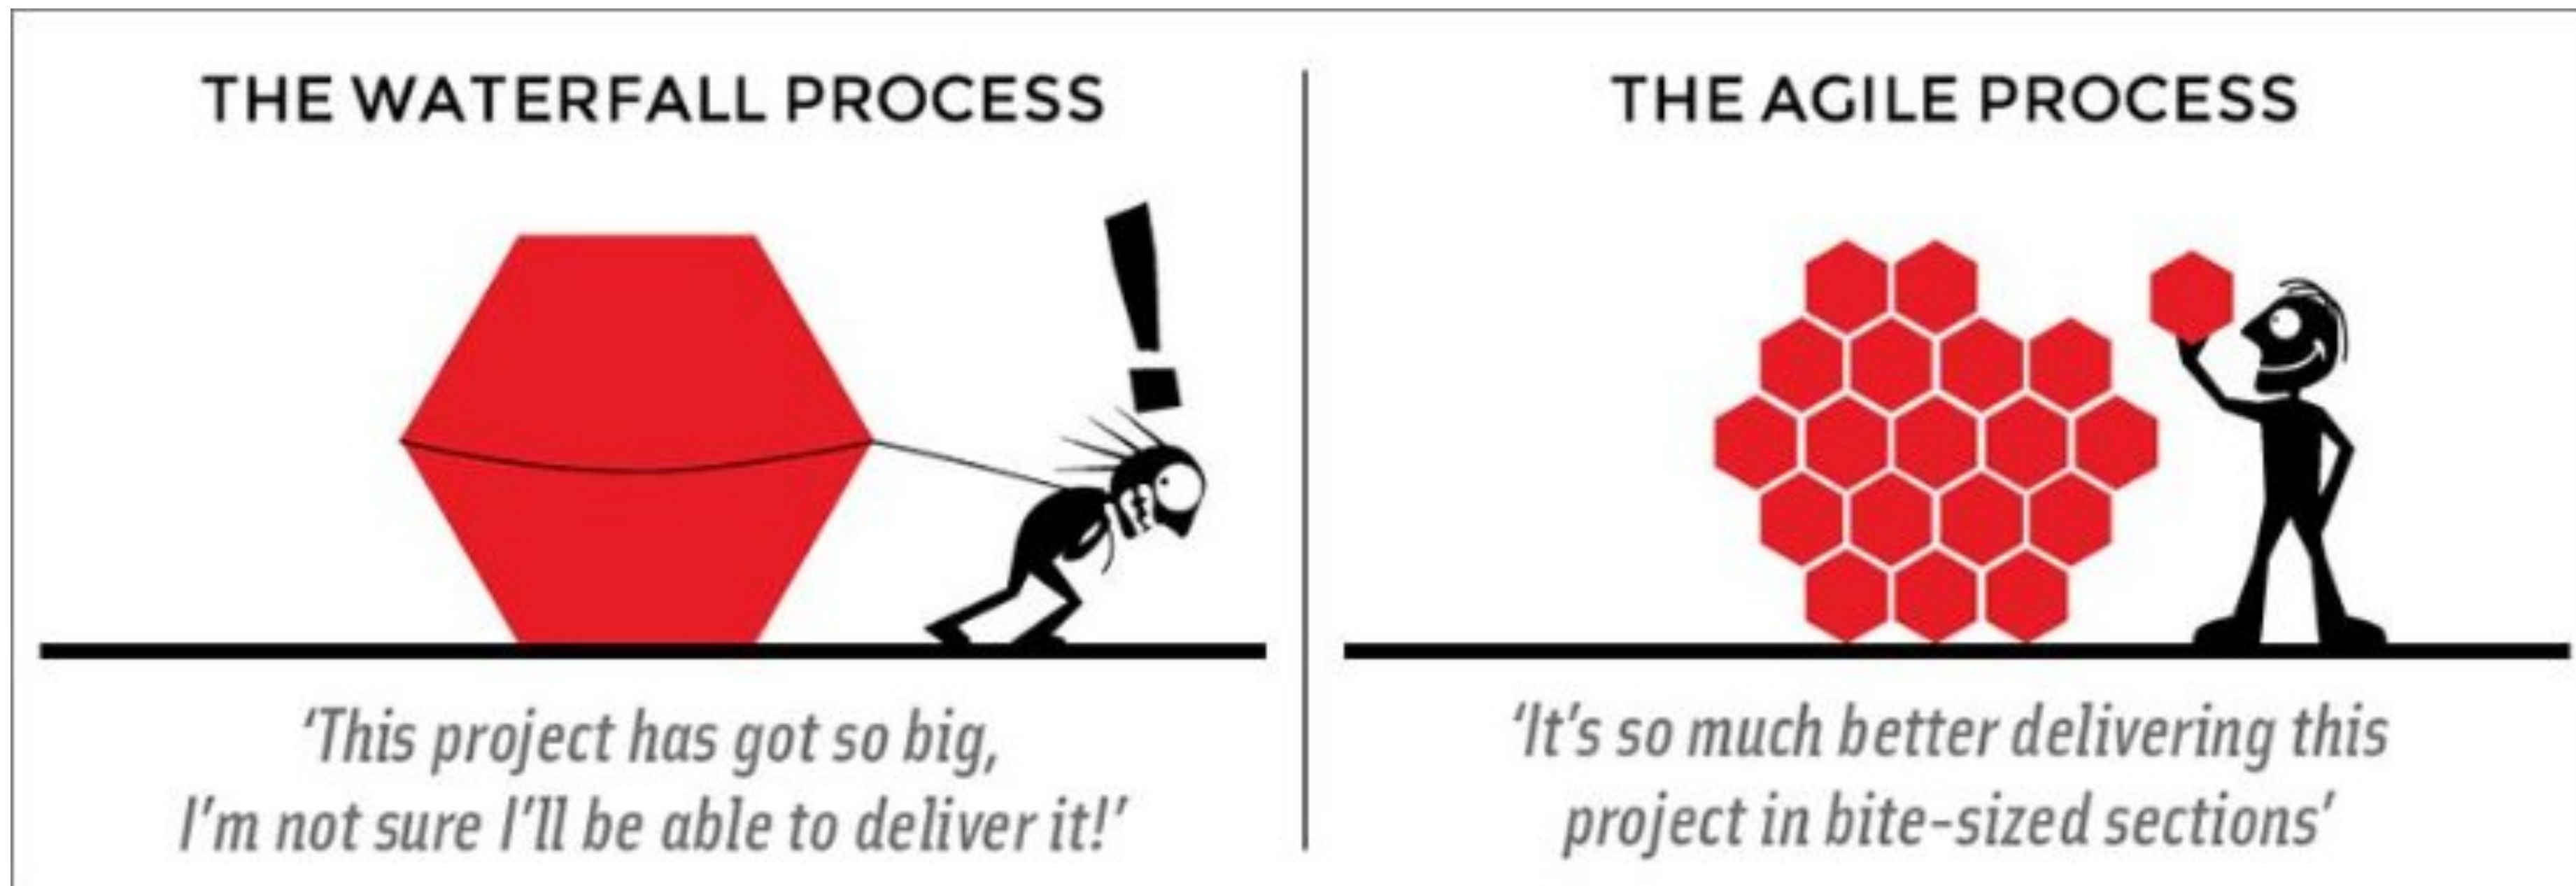 THE WATERFALL PROCESS
‘This project has got so big,
I’m not sure I’ll be able to deliver it!’
THE AGILE PROCESS
‘It’s so much better delivering this
project in bite-sized sections’